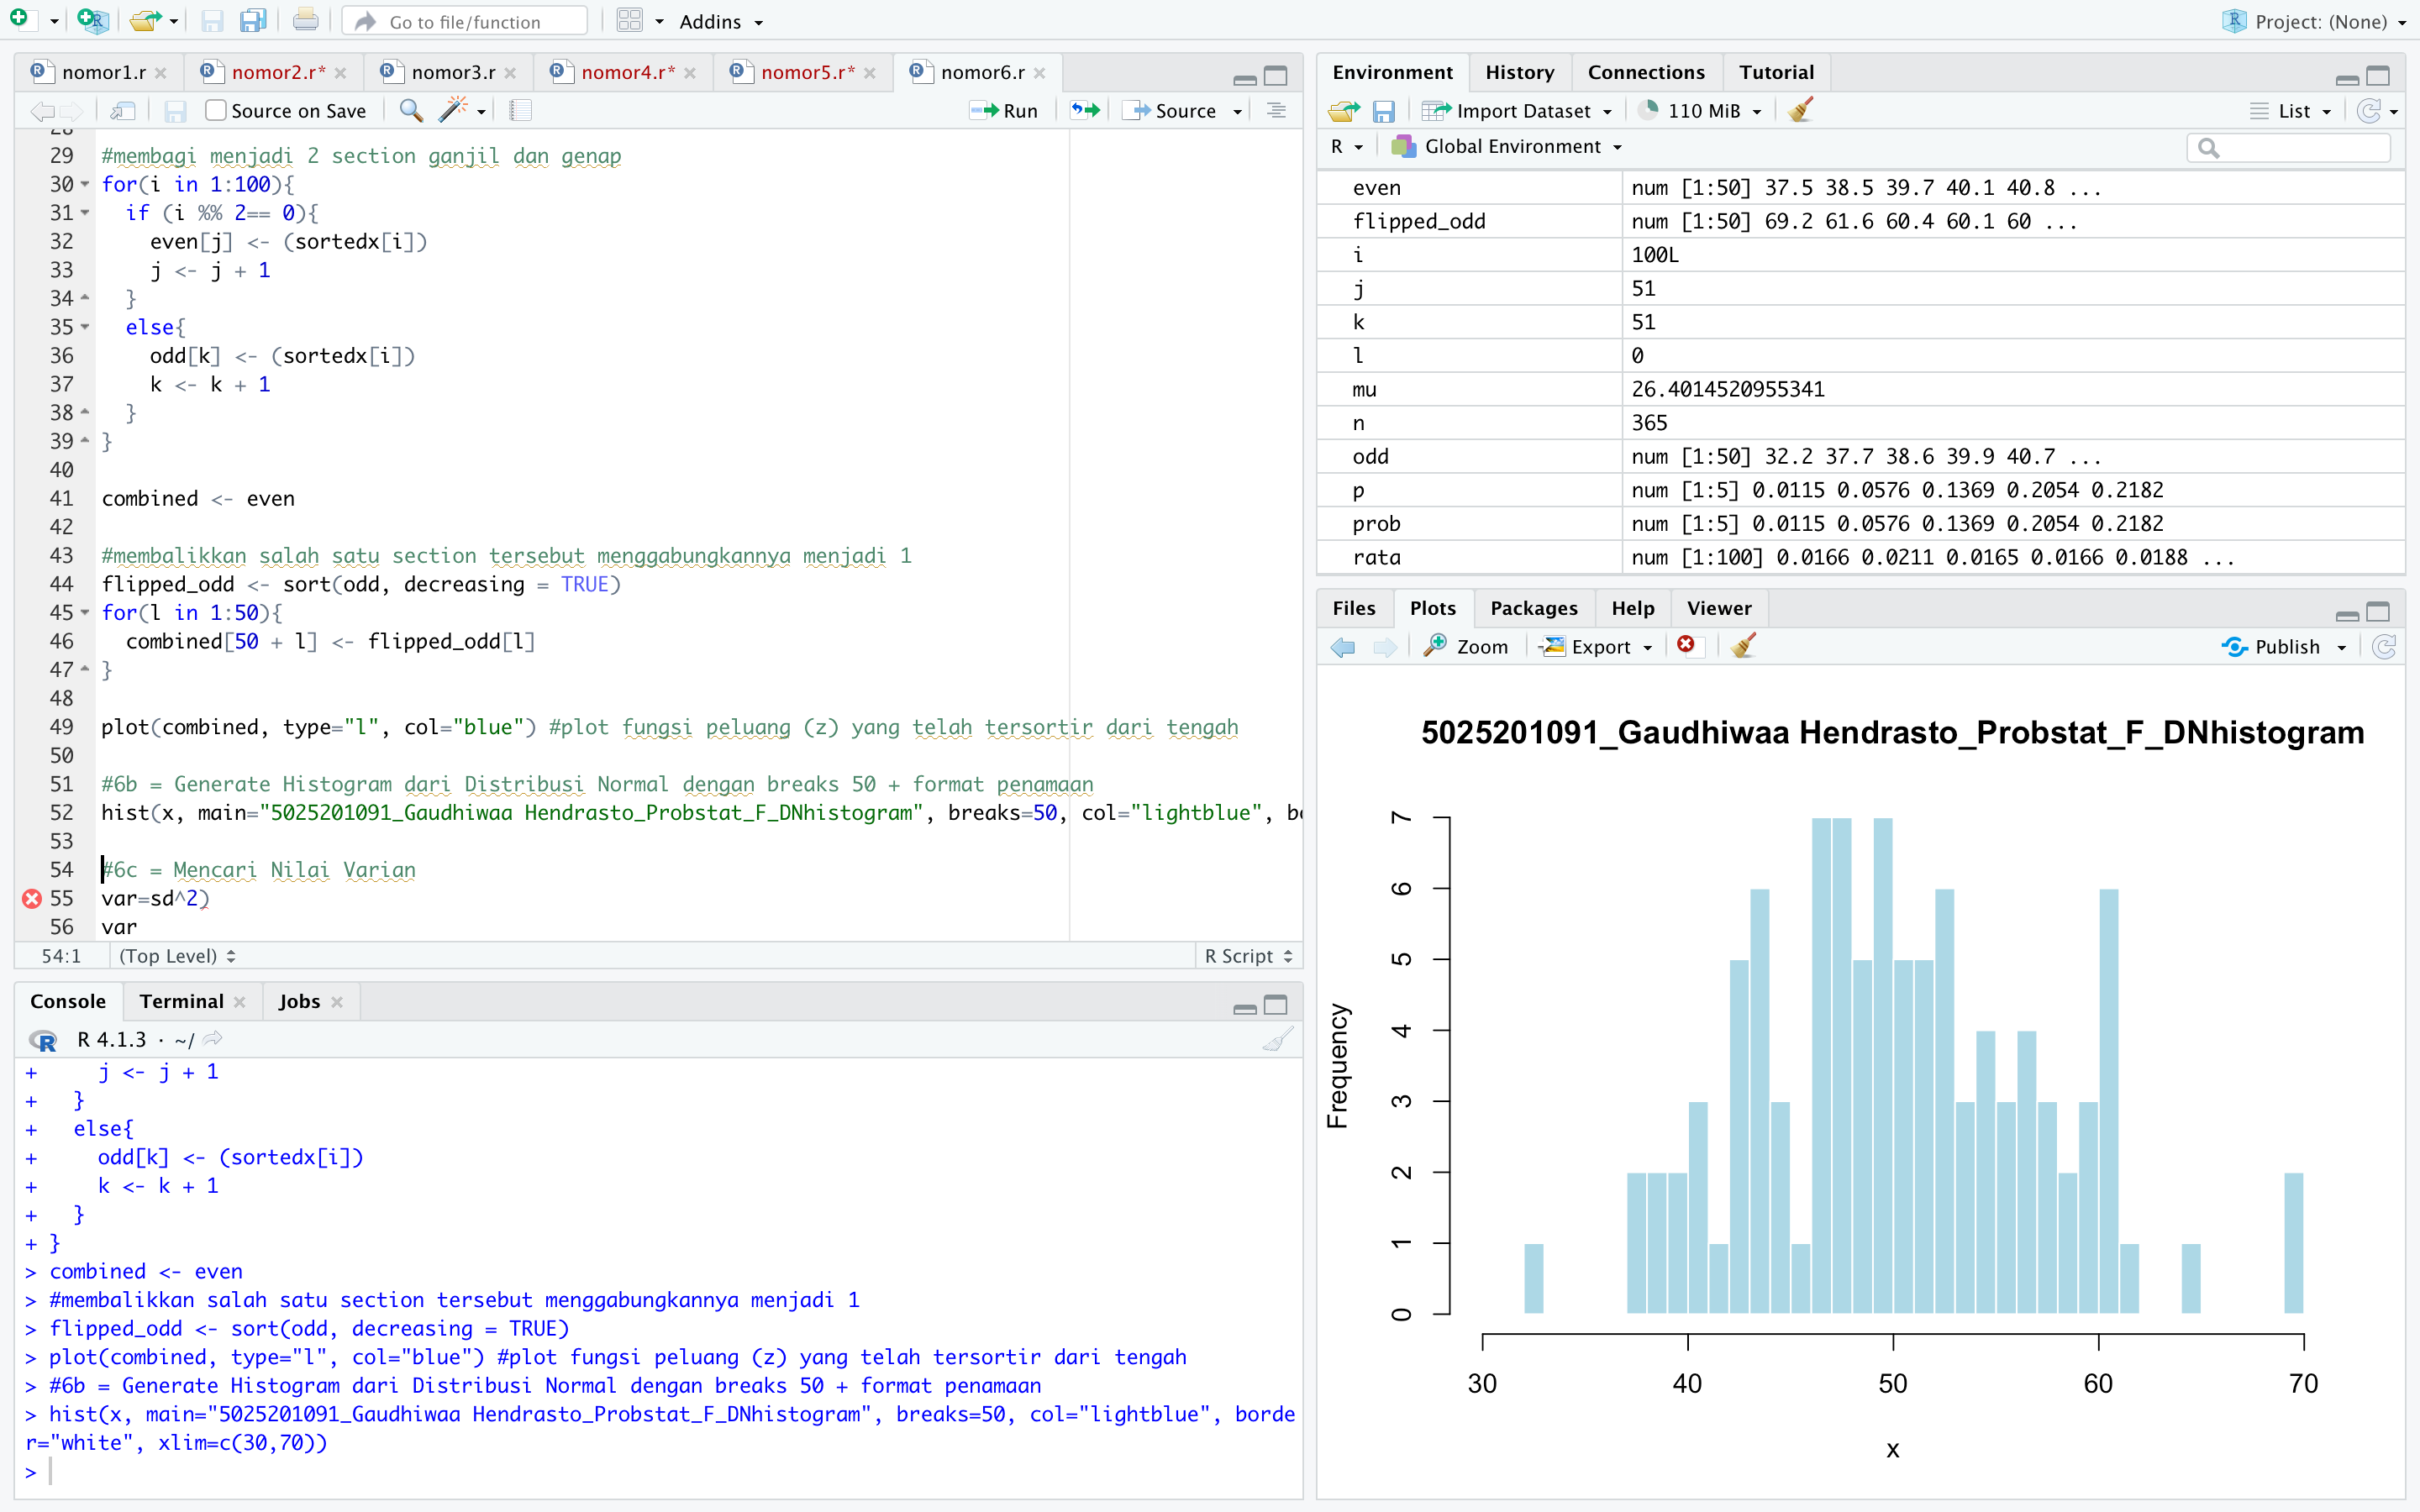 Go to file/function
Addins
Project: (None)
nomor1.r
nomor2.r*
nomor3.r
nomor4.r*
nomor5.r*
nomor6.r
Source on Save
Run
Source
29 #membagi menjadi 2 section ganjil dan genap
30 for(i in 1:100){
31 if (i %% 2== 0){
32 even[j] <- (sortedx[i])
33 j <- j + 1
34 }
35 else{
36 odd[k] <- (sortedx[i])
37 k <- k + 1
38 }
39 }
40
41 combined <- even
42
43 #membalikkan salah satu section tersebut menggabungkannya menjadi 1
44 flipped_odd <- sort(odd, decreasing = TRUE)
45 for(l in 1:50){
46 combined[50 + l] <- flipped_odd[l]
47 }
48
49 plot(combined, type="l", col="blue") #plot fungsi peluang (z) yang telah tersortir dari tengah
50
51 #6b = Generate Histogram dari Distribusi Normal dengan breaks 50 + format penamaan
52 hist(x, main="5025201091_Gaudhiwaa Hendrasto_Probstat_F_DNhistogram", breaks=50, col="lightblue", b
53
54 #6c = Mencari Nilai Varian
55 var=sd^2)
56 var
54:1
(Top Level)
R Script
Console
Terminal
Jobs
R 4.1.3 · ~/
+ j <- j + 1
+ }
+ else{
+ odd[k] <- (sortedx[i])
+ k <- k + 1
+ }
+ }
> combined <- even
> #membalikkan salah satu section tersebut menggabungkannya menjadi 1
> flipped_odd <- sort(odd, decreasing = TRUE)
> plot(combined, type="l", col="blue") #plot fungsi peluang (z) yang telah tersortir dari tengah
> #6b = Generate Histogram dari Distribusi Normal dengan breaks 50 + format penamaan
> hist(x, main="5025201091_Gaudhiwaa Hendrasto_Probstat_F_DNhistogram", breaks=50, col="lightblue", borde
r="white", xlim=c(30,70))
>
Environment
History
Connections
Tutorial
Import Dataset
110 MiB
List
R
Global Environment
even num [1:50] 37.5 38.5 39.7 40.1 40.8 ...
flipped_odd num [1:50] 69.2 61.6 60.4 60.1 60 ...
i 100L
j 51
k 51
l 0
mu 26.4014520955341
n 365
odd num [1:50] 32.2 37.7 38.6 39.9 40.7 ...
p num [1:5] 0.0115 0.0576 0.1369 0.2054 0.2182
prob num [1:5] 0.0115 0.0576 0.1369 0.2054 0.2182
rata num [1:100] 0.0166 0.0211 0.0165 0.0166 0.0188 ...
Files
Plots
Packages
Help
Viewer
Zoom
Export
Publish
5025201091_Gaudhiwaa Hendrasto_Probstat_F_DNhistogram
Frequency
7
6
5
4
3
2
1
0
30 40 50 60 70
x